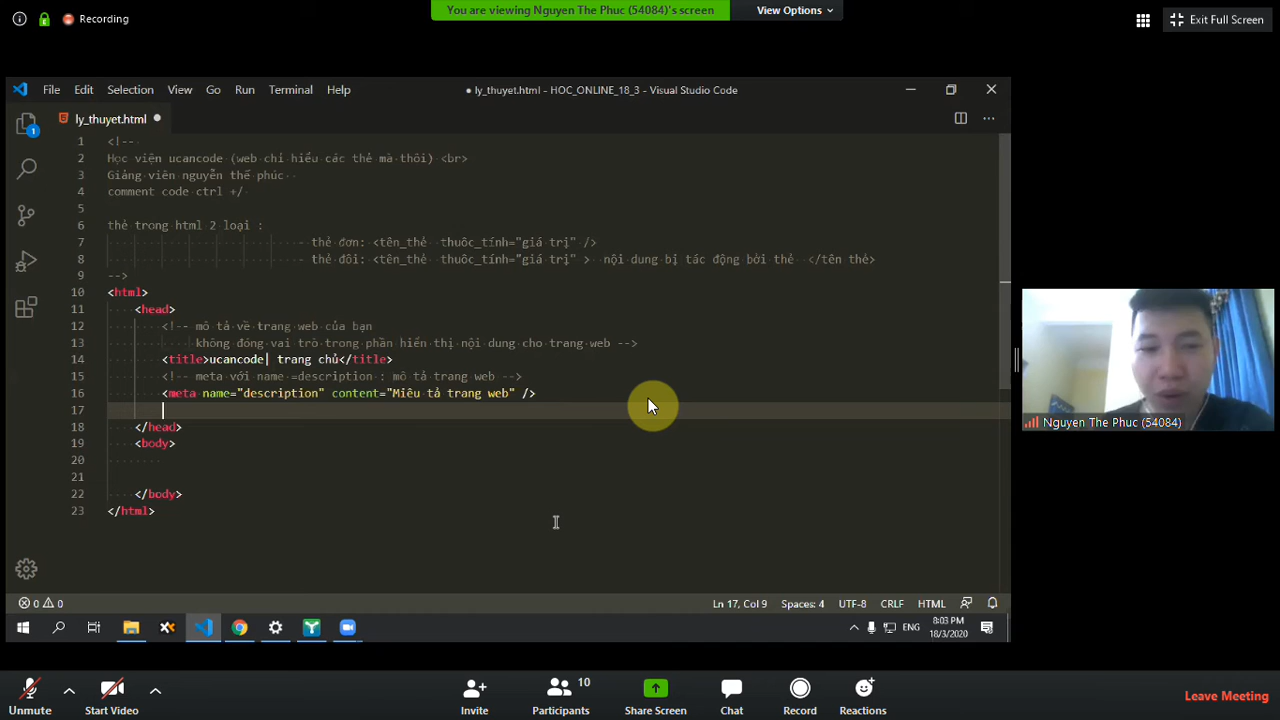 Recording
You are viewing Nguyen The Phuc (54084)'s screen
View Options
Exit Full Screen
File Edit Selection View Go Run Terminal Help
● ly_thuyet.html - HOC_ONLINE_18_3 - Visual Studio Code
ly_thuyet.html ●
1 <!--
2 Học viện ucancode (web chỉ hiểu các thẻ mà thôi) <br>
3 Giảng viên nguyễn thế phúc
4 comment code ctrl +/
5
6 thẻ trong html 2 loại :
7 - thẻ đơn: <tên_thẻ thuôc_tính="giá trị" />
8 - thẻ đôi: <tên_thẻ thuôc_tính="giá trị" > nội dung bị tác động bởi thẻ </tên thẻ>
9 -->
10 <html>
11 <head>
12 <!-- mô tả về trang web của bạn
13 không đóng vai trò trong phần hiển thị nội dung cho trang web -->
14 <title>ucancode| trang chủ</title>
15 <!-- meta với name =description : mô tả trang web -->
16 <meta name="description" content="Miêu tả trang web" />
17
18 </head>
19 <body>
20
21
22 </body>
23 </html>
1
0 0
Ln 17, Col 9 Spaces: 4 UTF-8 CRLF HTML
ENG
8:03 PM
18/3/2020
Nguyen The Phuc (54084)
Unmute
Start Video
Invite
Participants 10
Share Screen
Chat
Record
Reactions
Leave Meeting